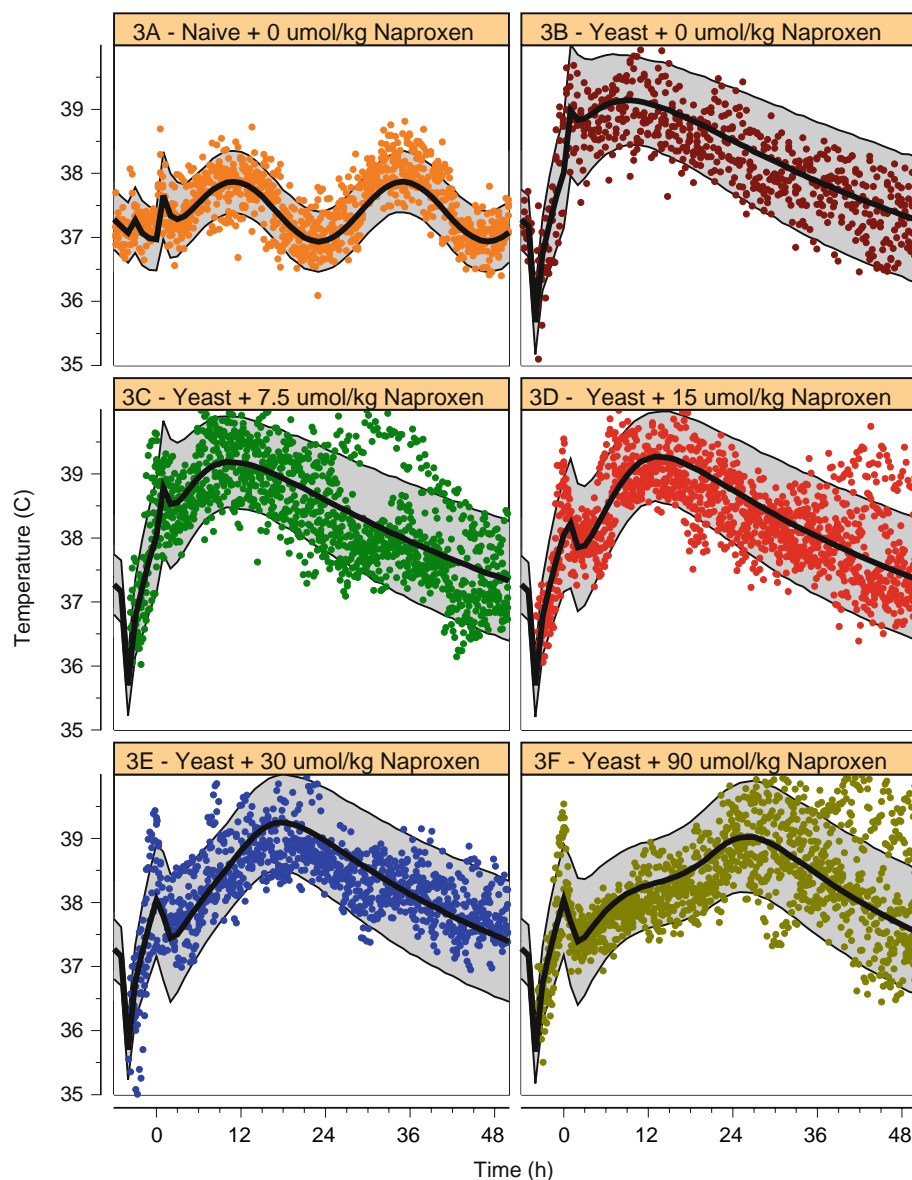 3A - Naive + 0 umol/kg Naproxen
3B - Yeast + 0 umol/kg Naproxen
39
38
37
36
35
3C - Yeast + 7.5 umol/kg Naproxen
3D - Yeast + 15 umol/kg Naproxen
39
38
37
36
35
Temperature (C)
3E - Yeast + 30 umol/kg Naproxen
3F - Yeast + 90 umol/kg Naproxen
39
38
37
36
35
0 12 24 36 48 0 12 24 36 48
Time (h)